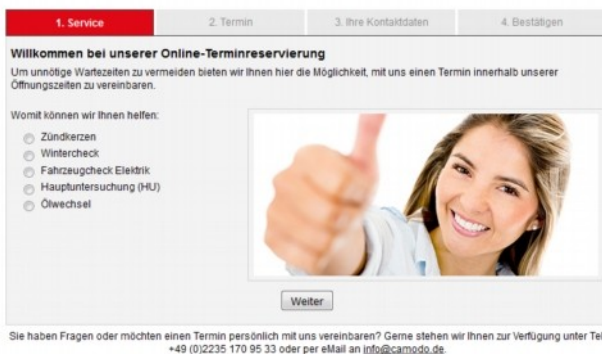 1. Service
2. Termin
3. Ihre Kontaktdaten
4. Bestätigen
Willkommen bei unserer Online-Terminreservierung
Um unnötige Wartezeiten zu vermeiden bieten wir Ihnen hier die Möglichkeit, mit uns einen Termin innerhalb unserer
Öffnungszeiten zu vereinbaren.
Womit können wir Ihnen helfen:
Zündkerzen
Wintercheck
Fahrzeugcheck Elektrik
Hauptuntersuchung (HU)
Ölwechsel
Weiter
Sie haben Fragen oder möchten einen Termin persönlich mit uns vereinbaren? Gerne stehen wir Ihnen zur Verfügung unter Tel
+49 (0)2235 170 95 33 oder per eMail an info@camodo.de.